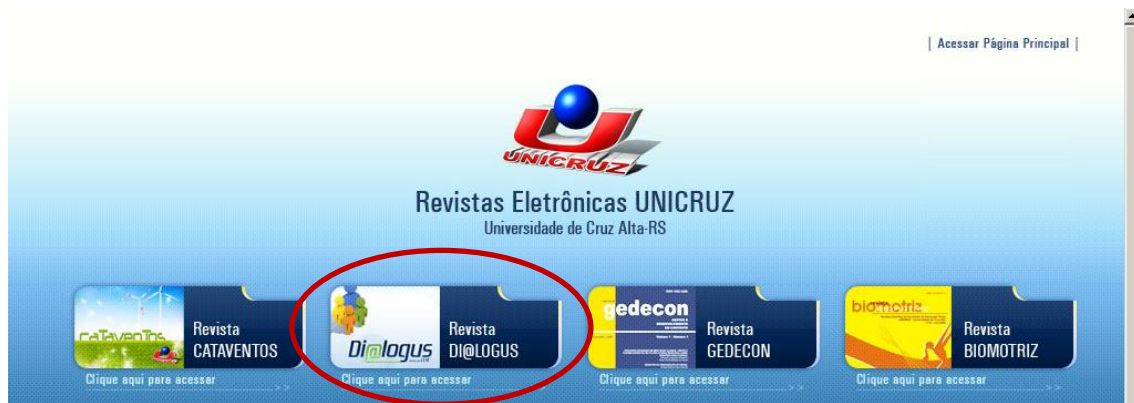 | Acessar Página Principal |
UNICRUZ
Revistas Eletrônicas UNICRUZ
Universidade de Cruz Alta-RS
caTavenTos
Revista
CATAVENTOS
Clique aqui para acessar >>
Di@logus
Revista
DI@LOGUS
Clique aqui para acessar
gedecon
Revista
GEDECON
Clique aqui para acessar >>
biomotriz
Revista
BIOMOTRIZ
Clique aqui para acessar >>